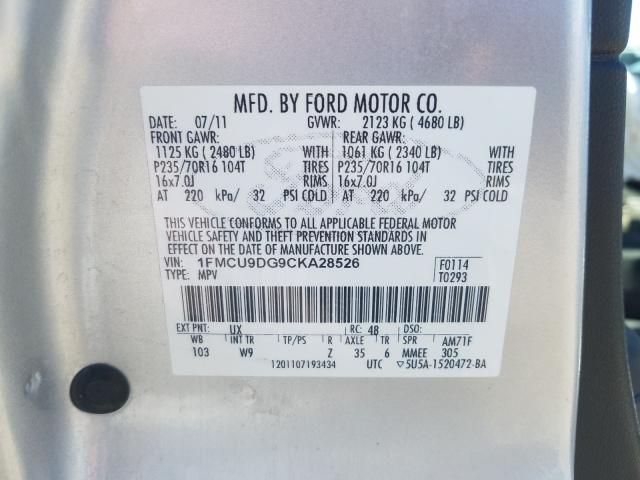 MFD. BY FORD MOTOR CO.
DATE: 07/11 GVWR: 2123 KG ( 4680 LB)
FRONT GAWR: REAR GAWR:
1125 KG ( 2480 LB) WITH 1061 KG ( 2340 LB) WITH
P235/70R16 104T TIRES P235/70R16 104T TIRES
16x7.0J RIMS 16x7.0J RIMS
AT 220 kPa/ 32 PSI COLD AT 220 kPa/ 32 PSI COLD
THIS VEHICLE CONFORMS TO ALL APPLICABLE FEDERAL MOTOR
VEHICLE SAFETY AND THEFT PREVENTION STANDARDS IN
EFFECT ON THE DATE OF MANUFACTURE SHOWN ABOVE.
VIN: 1FMCU9DG9CKA28526 F0114
TYPE: MPV T0293
EXT PNT: UX RC: 48 DSO:
WB INT TR TP/PS R AXLE TR SPR AM71F
103 W9 Z 35 6 MMEE 305
1201107193434 UTC ▽5U5A-1520472-BA